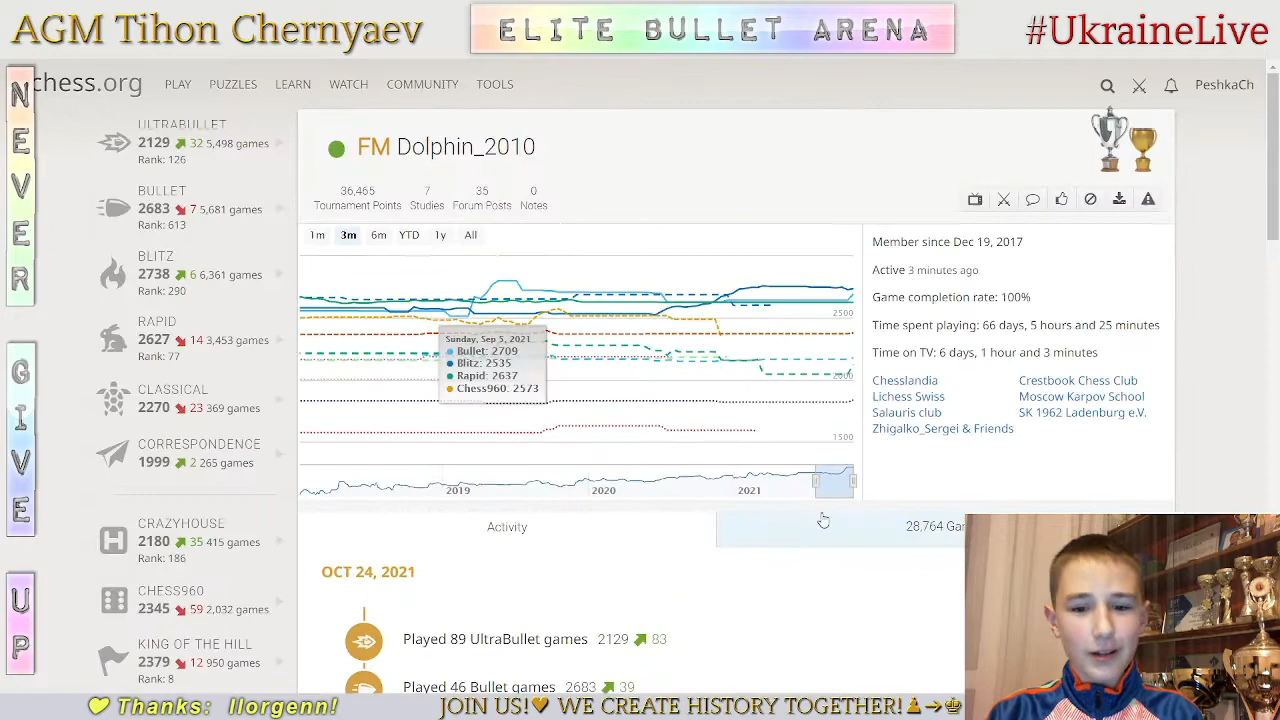 AGM Tihon Chernyaev
ELITE BULLET ARENA
#UkraineLive
NEVER
GIVE
UP
chess.org
PLAY PUZZLES LEARN WATCH COMMUNITY TOOLS
PeshkaCh
ULTRABULLET
2129 32 5,498 games
Rank: 126
BULLET
2683 7 5,681 games
Rank: 613
BLITZ
2738 6 6,361 games
Rank: 290
RAPID
2627 14 3,453 games
Rank: 77
CLASSICAL
2270 23 369 games
CORRESPONDENCE
1999 2 265 games
CRAZYHOUSE
2180 35 415 games
Rank: 186
CHESS960
2345 59 2,032 games
KING OF THE HILL
2379 12 950 games
Rank: 8
FM Dolphin_2010
36,465 7 35 0
Tournament Points Studies Forum Posts Notes
1m 3m 6m YTD 1y All
2500
2000
1500
Sunday, Sep 5, 2021
Bullet: 2709
Blitz: 2535
Rapid: 2637
Chess960: 2573
2019 2020 2021
Member since Dec 19, 2017
Active 3 minutes ago
Game completion rate: 100%
Time spent playing: 66 days, 5 hours and 25 minutes
Time on TV: 6 days, 1 hour and 3 minutes
Chesslandia Crestbook Chess Club
Lichess Swiss Moscow Karpov School
Salauris club SK 1962 Ladenburg e.V.
Zhigalko_Sergei & Friends
Activity 28,764 Gam
OCT 24, 2021
Played 89 UltraBullet games 2129 83
Played 46 Bullet games 2683 39
Thanks: llorgenn!
JOIN US! WE CREATE HISTORY TOGETHER!